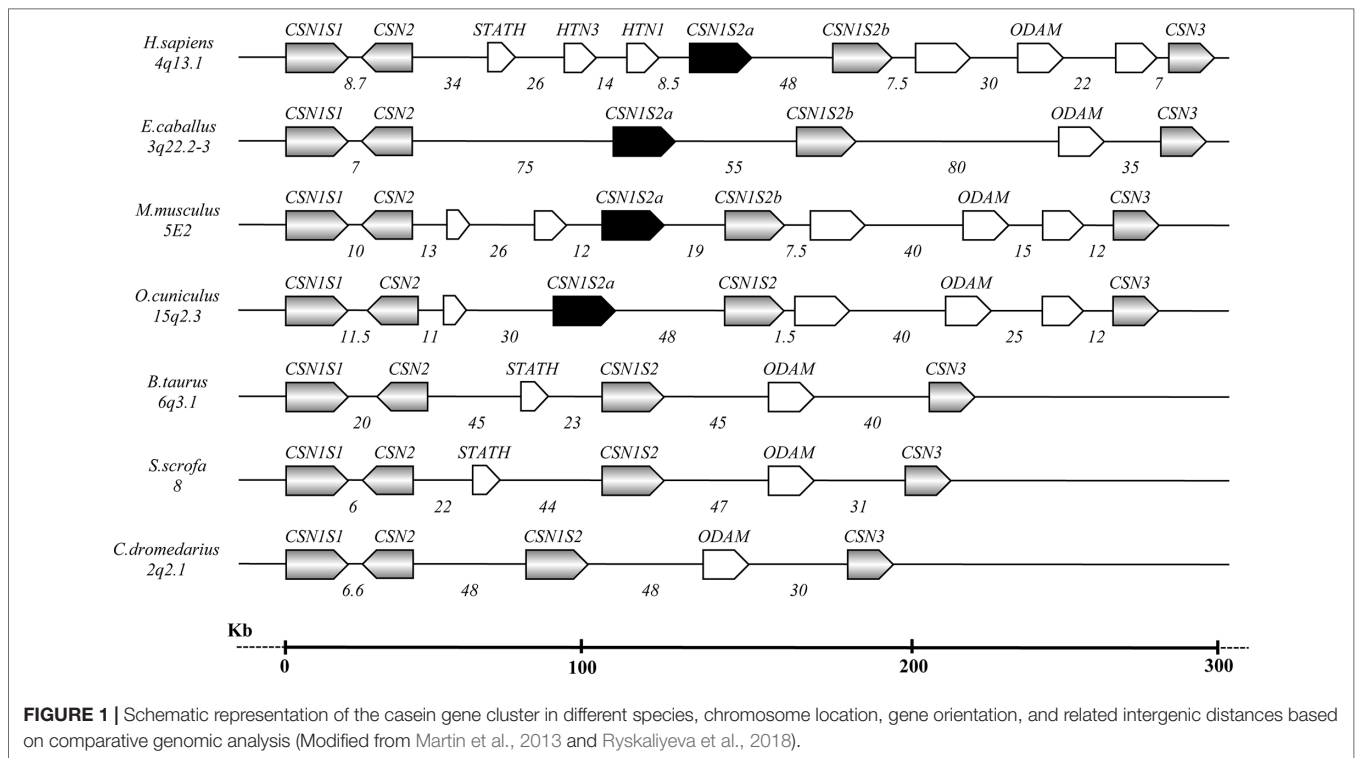 CSN1S1 CSN2 STATH HTN3 HTN1 CSN1S2a CSN1S2b ODAM CSN3
H.sapiens
4q13.1
8.7 34 26 14 8.5 48 7.5 30 22 7
CSN1S1 CSN2 CSN1S2a CSN1S2b ODAM CSN3
E.caballus
3q22.2-3
7 75 55 80 35
CSN1S1 CSN2 CSN1S2a CSN1S2b ODAM CSN3
M.musculus
5E2
10 13 26 12 19 7.5 40 15 12
CSN1S1 CSN2 CSN1S2a CSN1S2 ODAM CSN3
O.cuniculus
15q2.3
11.5 11 30 48 1.5 40 25 12
CSN1S1 CSN2 STATH CSN1S2 ODAM CSN3
B.taurus
6q3.1
20 45 23 45 40
CSN1S1 CSN2 STATH CSN1S2 ODAM CSN3
S.scrofa
8
6 22 44 47 31
CSN1S1 CSN2 CSN1S2 ODAM CSN3
C.dromedarius
2q2.1
6.6 48 48 30
Kb
0 100 200 300
FIGURE 1 | Schematic representation of the casein gene cluster in different species, chromosome location, gene orientation, and related intergenic distances based
on comparative genomic analysis (Modified from Martin et al., 2013 and Ryskaliyeva et al., 2018).